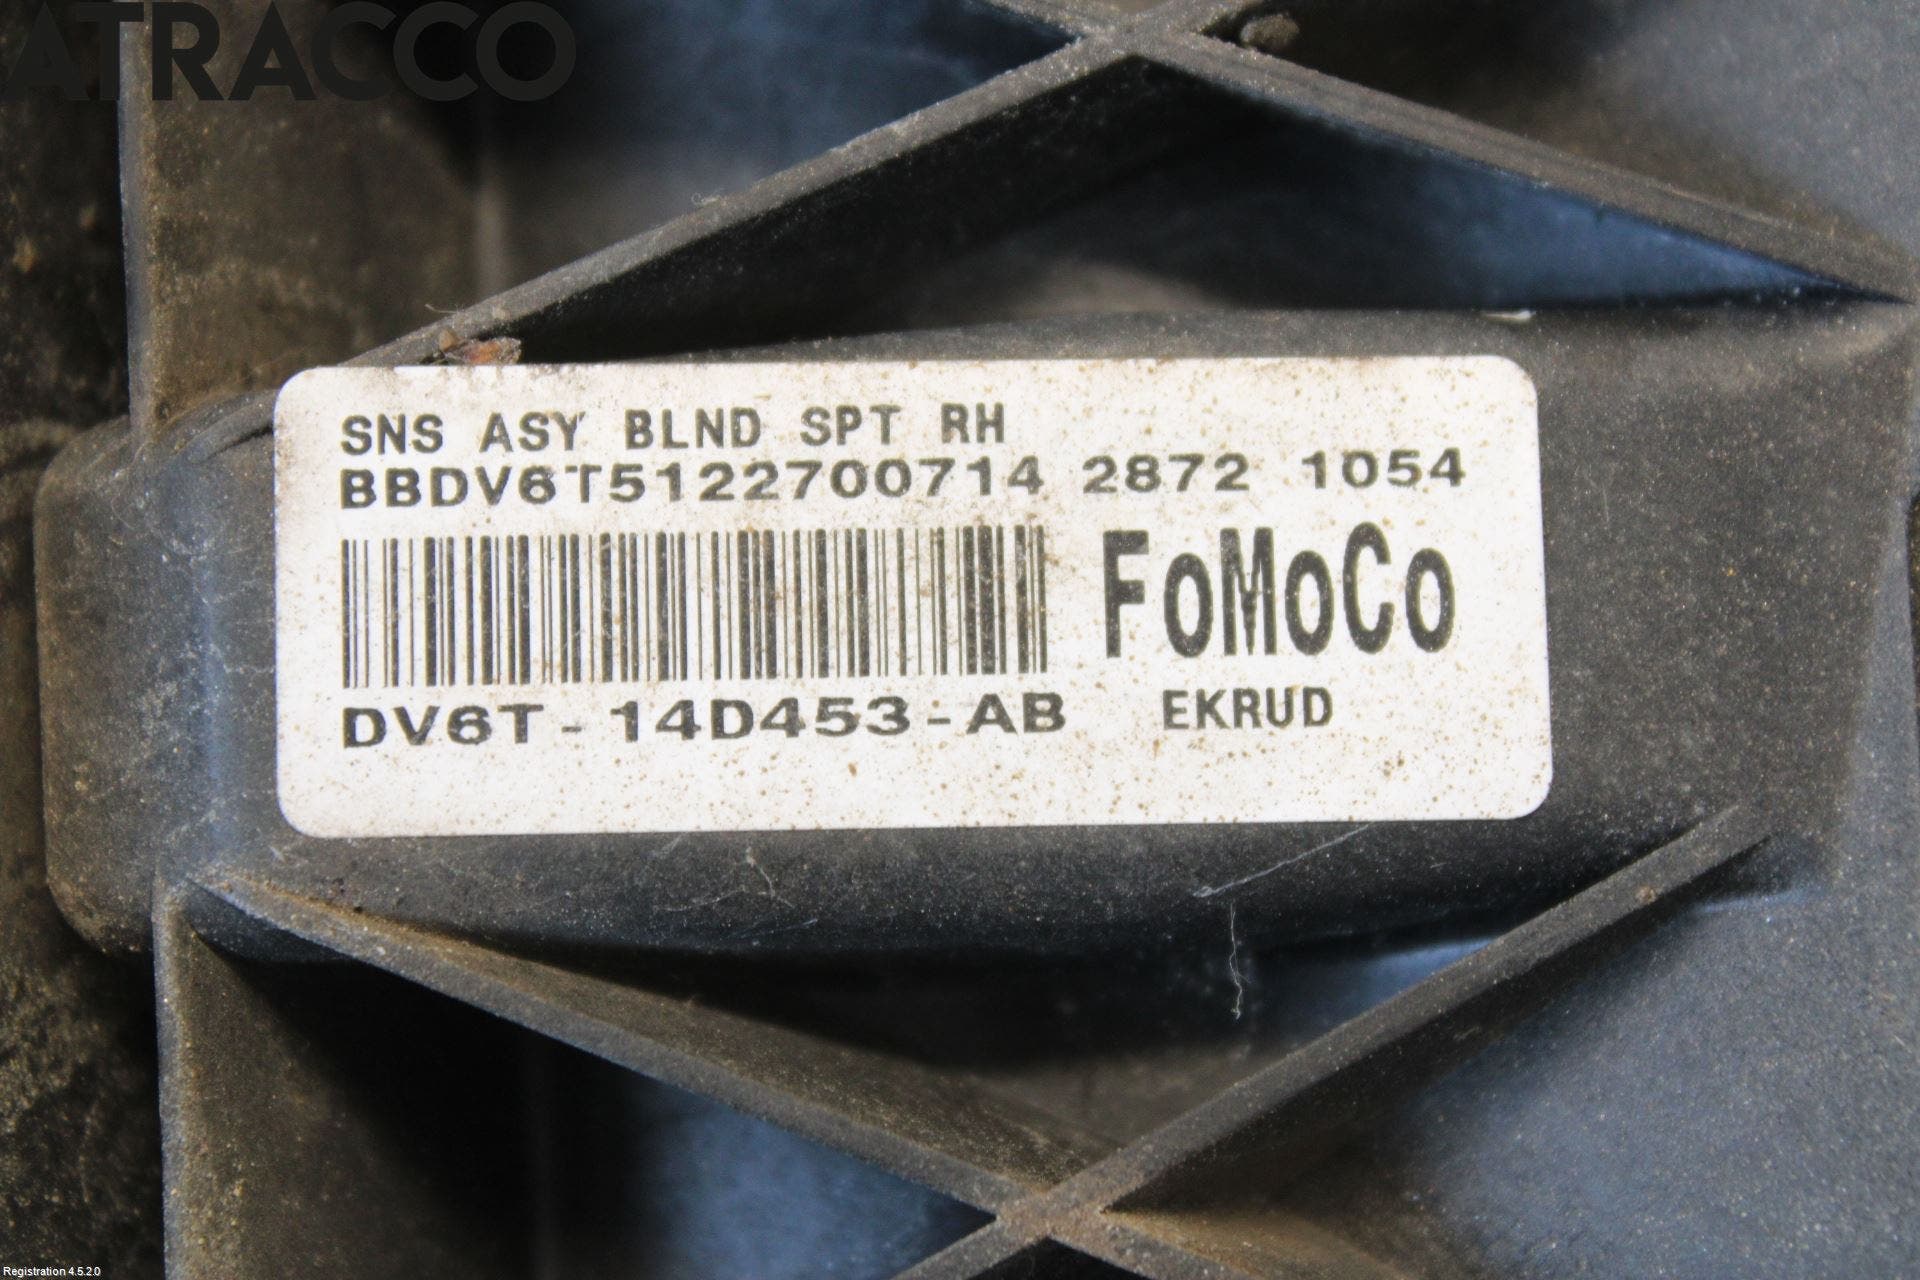 ATRACCO
SNS ASY BLND SPT RH
BBDV6T5122700714 2872 1054
FoMoCo
DV6T-14D453-AB EKRUD
Registration 4.5.2.0